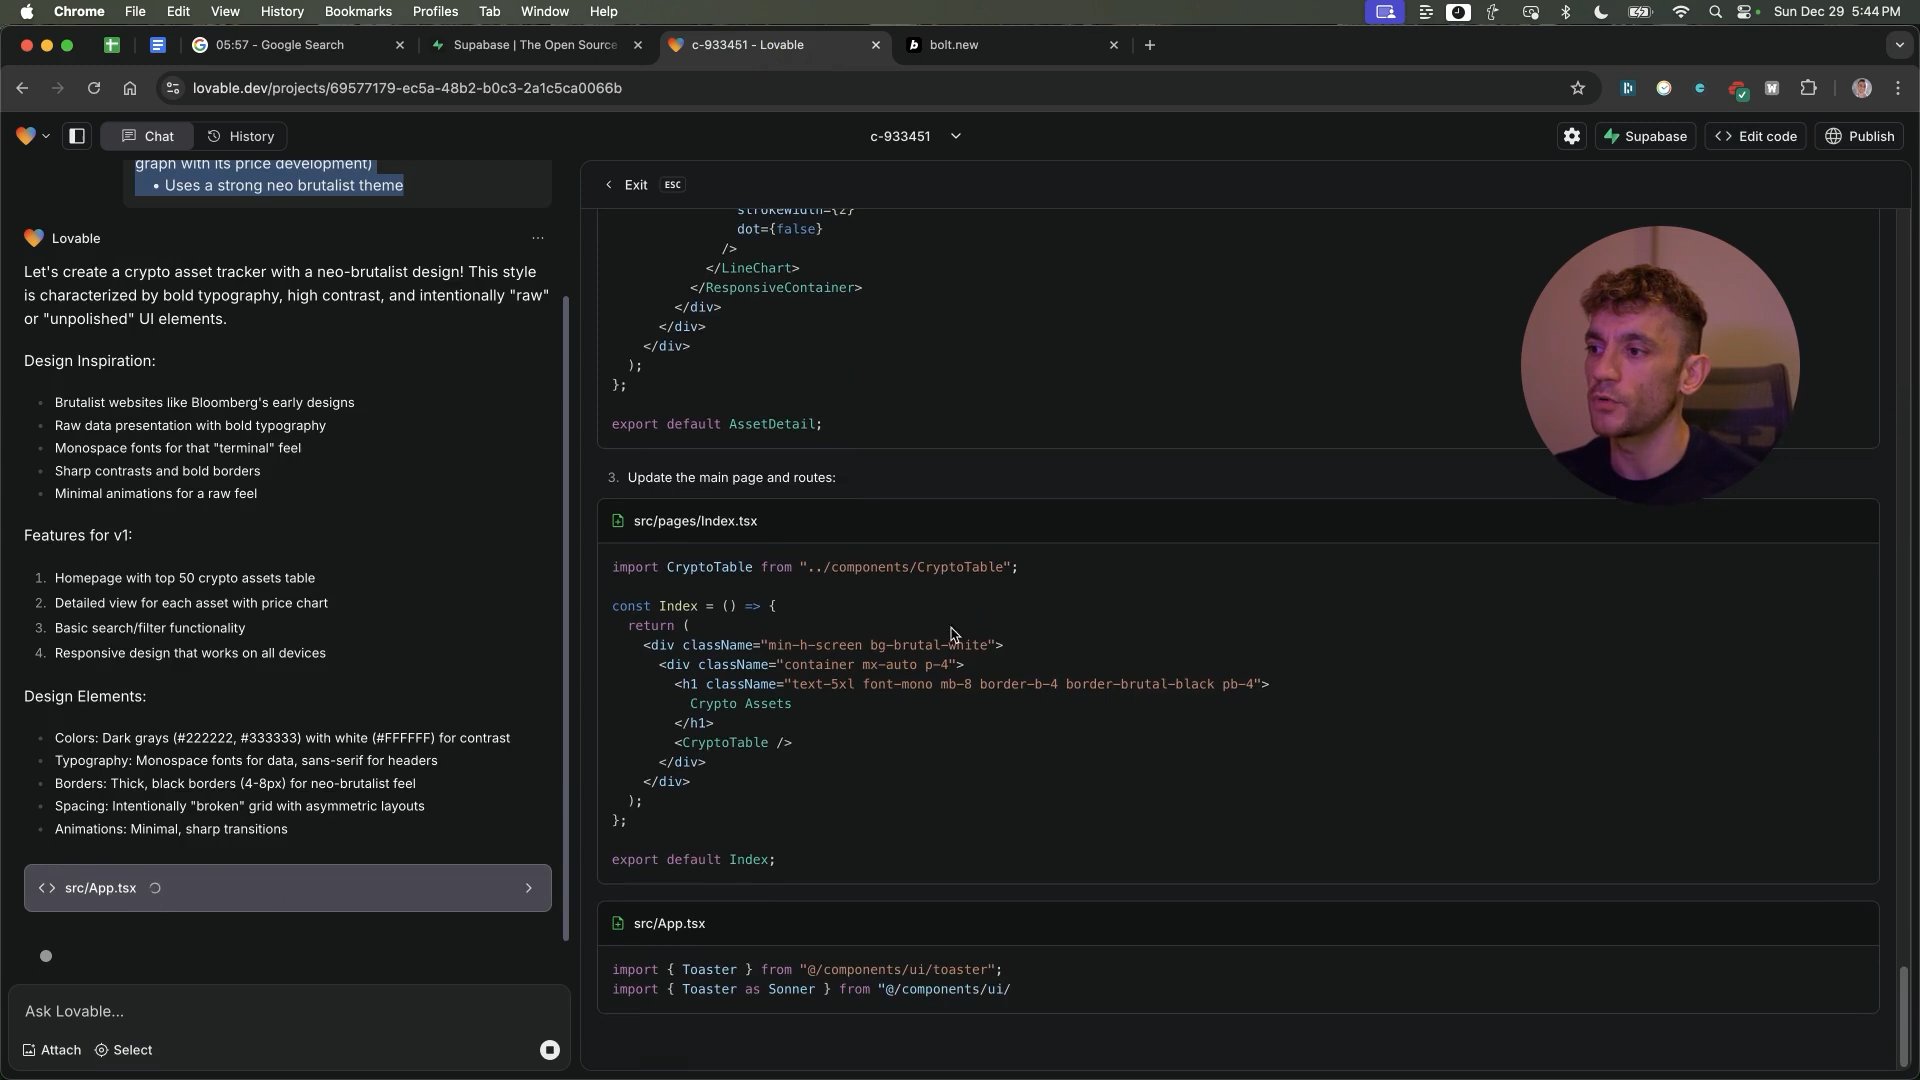 Chrome File Edit View History Bookmarks Profiles Tab Window Help
Sun Dec 29 5:44 PM
05:57 - Google Search
Supabase | The Open Source
c-933451 - Lovable
bolt.new
lovable.dev/projects/69577179-ec5a-48b2-b0c3-2a1c5ca0066b
Chat
History
c-933451
Supabase
Edit code
Publish
graph with its price development)
• Uses a strong neo brutalist theme
Lovable
Let's create a crypto asset tracker with a neo-brutalist design! This style
is characterized by bold typography, high contrast, and intentionally "raw"
or "unpolished" UI elements.
Design Inspiration:
Brutalist websites like Bloomberg's early designs
Raw data presentation with bold typography
Monospace fonts for that "terminal" feel
Sharp contrasts and bold borders
Minimal animations for a raw feel
Features for v1:
1. Homepage with top 50 crypto assets table
2. Detailed view for each asset with price chart
3. Basic search/filter functionality
4. Responsive design that works on all devices
Design Elements:
Colors: Dark grays (#222222, #333333) with white (#FFFFFF) for contrast
Typography: Monospace fonts for data, sans-serif for headers
Borders: Thick, black borders (4-8px) for neo-brutalist feel
Spacing: Intentionally "broken" grid with asymmetric layouts
Animations: Minimal, sharp transitions
<> src/App.tsx
Ask Lovable...
Attach
Select
Exit ESC
strokeWidth={2}
dot={false}
/>
</LineChart>
</ResponsiveContainer>
</div>
</div>
</div>
);
};
export default AssetDetail;
3. Update the main page and routes:
src/pages/Index.tsx
import CryptoTable from "../components/CryptoTable";
const Index = () => {
return (
<div className="min-h-screen bg-brutal-white">
<div className="container mx-auto p-4">
<h1 className="text-5xl font-mono mb-8 border-b-4 border-brutal-black pb-4">
Crypto Assets
</h1>
<CryptoTable />
</div>
</div>
);
};
export default Index;
src/App.tsx
import { Toaster } from "@/components/ui/toaster";
import { Toaster as Sonner } from "@/components/ui/